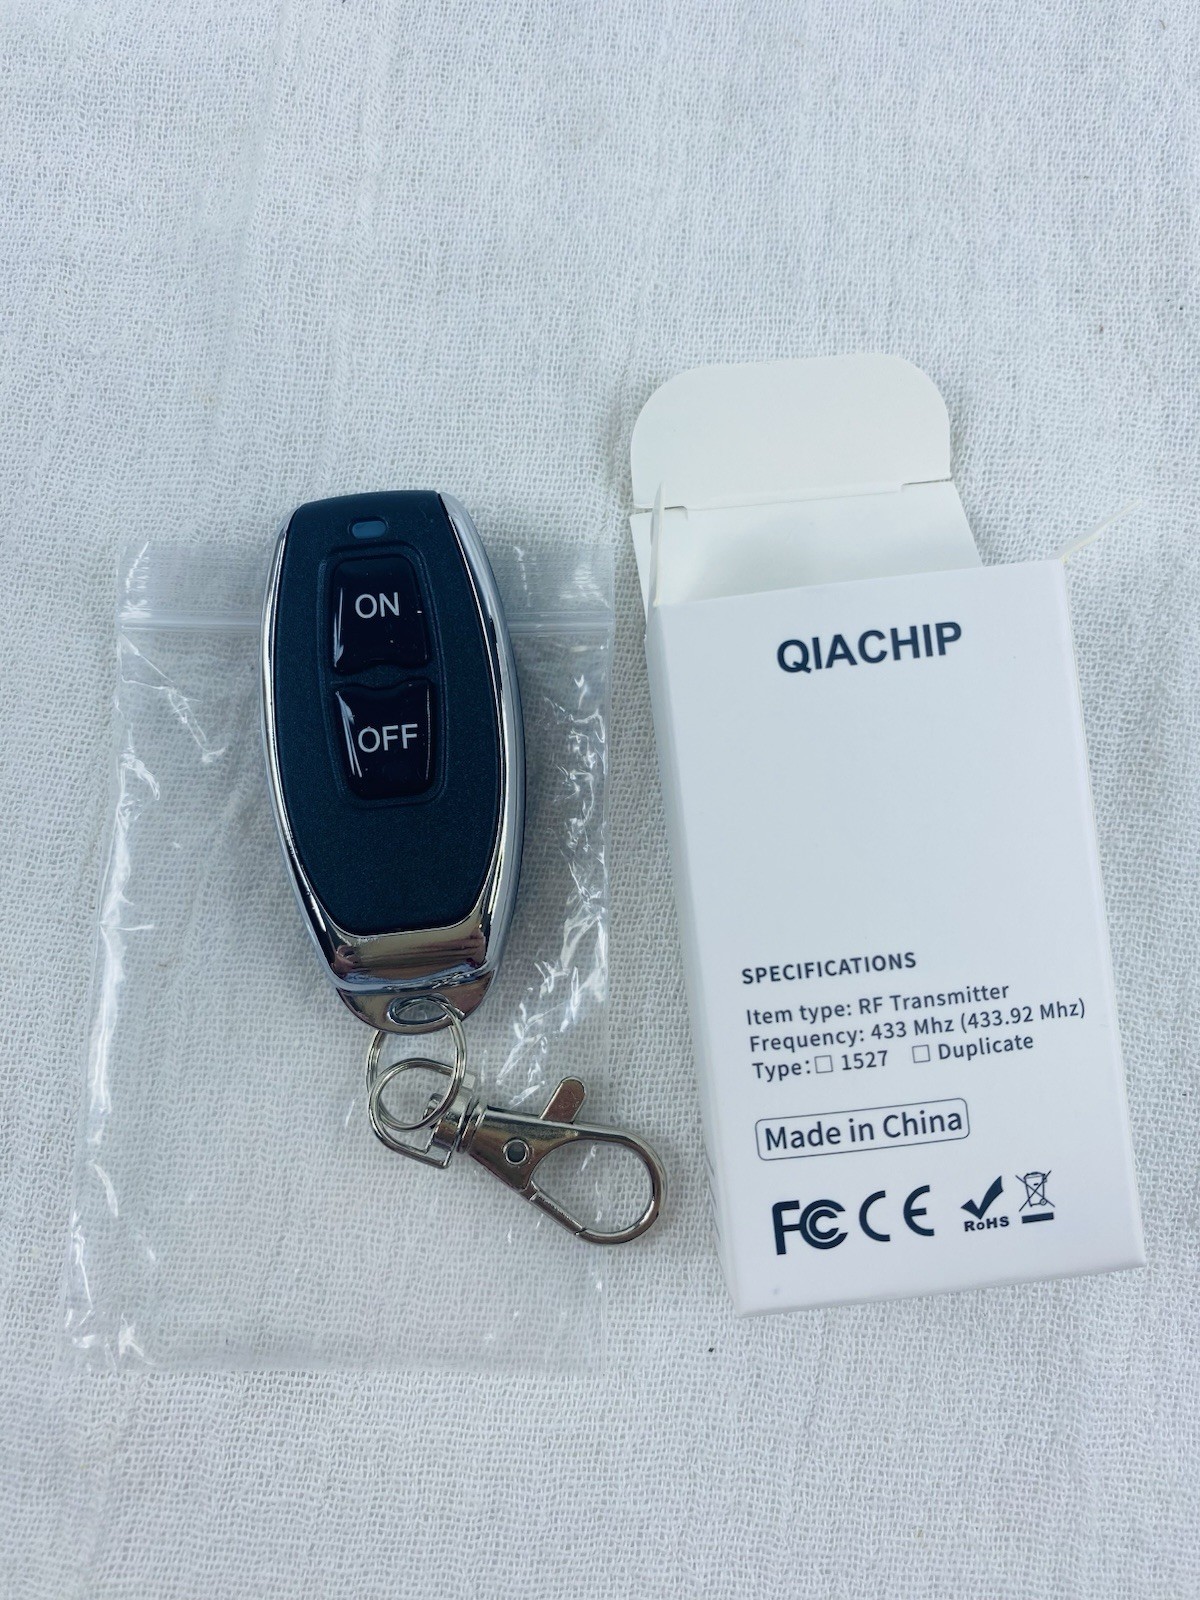 ON
OFF
QIACHIP
SPECIFICATIONS
Item type: RF Transmitter
Frequency: 433 Mhz (433.92 Mhz)
Type:☐ 1527 ☐ Duplicate
Made in China
FC CE RoHS